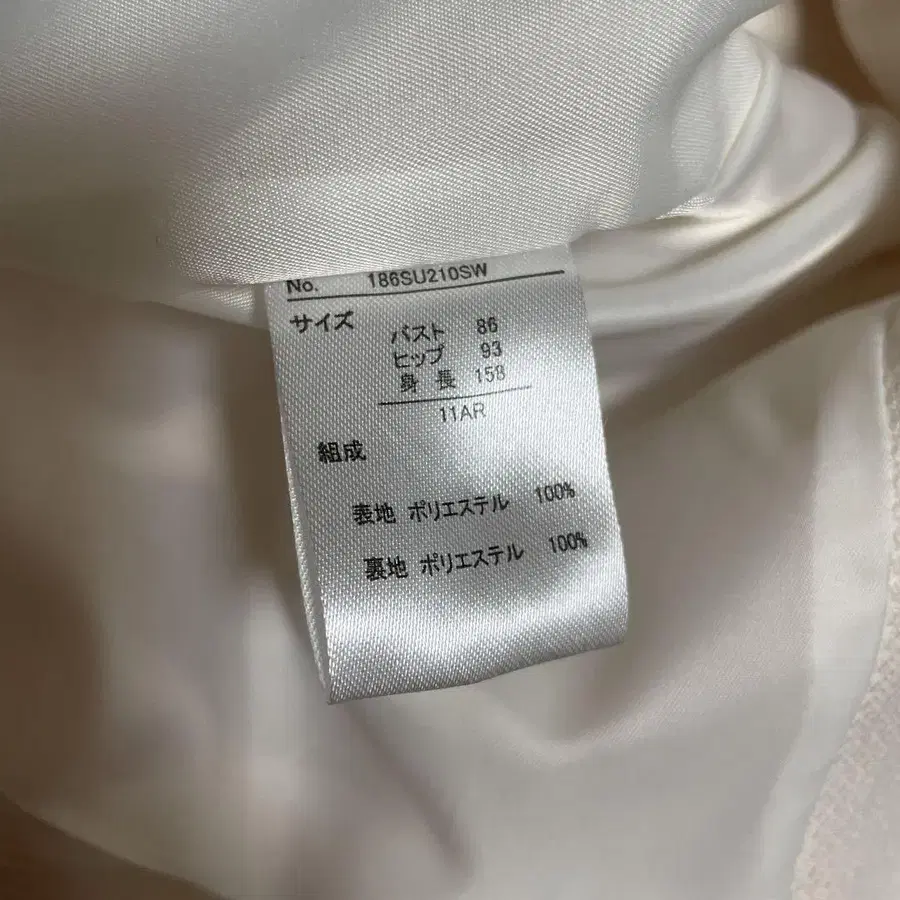 No. 186SU210SW
サイズ
バスト 86
ヒップ 93
身長 158
11AR
組成
表地 ポリエステル 100%
裏地 ポリエステル 100%